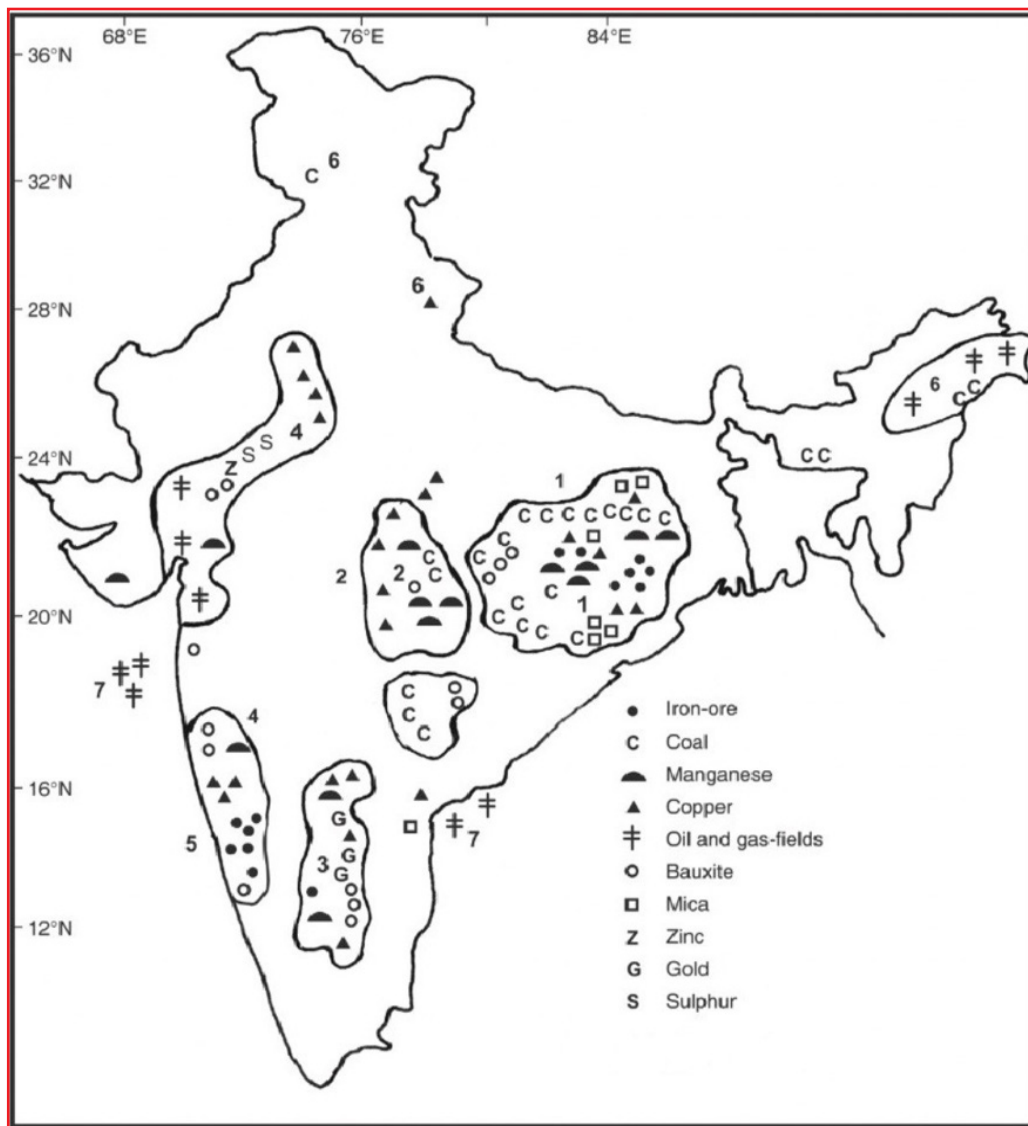 68°E 76°E 84°E
36°N
6
C
32°N
28°N
6
6
C C
4
S
S
24°N
Z
C C
1
C C C C C C C
C
C
C
2
2
C
1
20°N
C
C C C
C
C
7
C
C
C
4
Iron-ore
C Coal
Manganese
16°N
Copper
G
7
Oil and gas-fields
5
G
3
G
Bauxite
Mica
12°N
Z Zinc
G Gold
S Sulphur